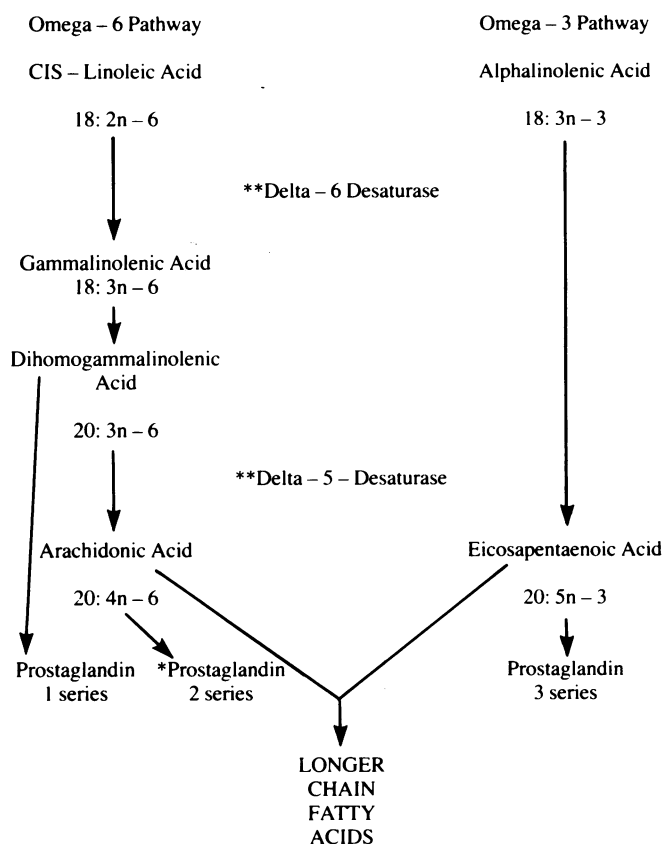 Omega – 6 Pathway
Omega – 3 Pathway
CIS – Linoleic Acid
Alphalinolenic Acid
18: 2n – 6
18: 3n – 3
**Delta – 6 Desaturase
Gammalinolenic Acid
18: 3n – 6
Dihomogammalinolenic
Acid
20: 3n – 6
**Delta – 5 – Desaturase
Arachidonic Acid
Eicosapentaenoic Acid
20: 4n – 6
20: 5n – 3
Prostaglandin
1 series
*Prostaglandin
2 series
Prostaglandin
3 series
LONGER
CHAIN
FATTY
ACIDS